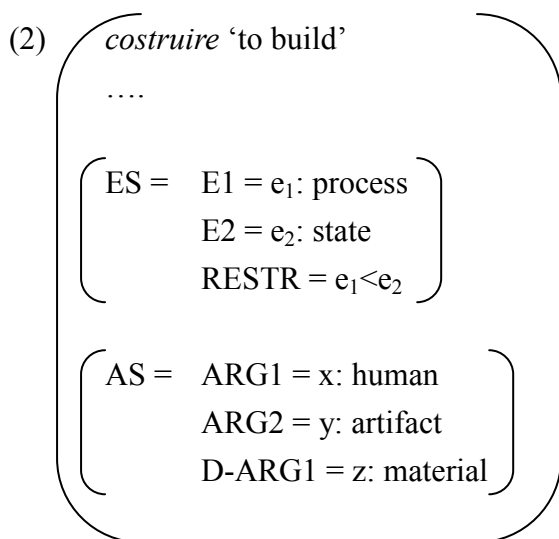 (2) costruire ‘to build’
….
ES = E1 = e₁: process
E2 = e₂: state
RESTR = e₁<e₂
AS = ARG1 = x: human
ARG2 = y: artifact
D-ARG1 = z: material